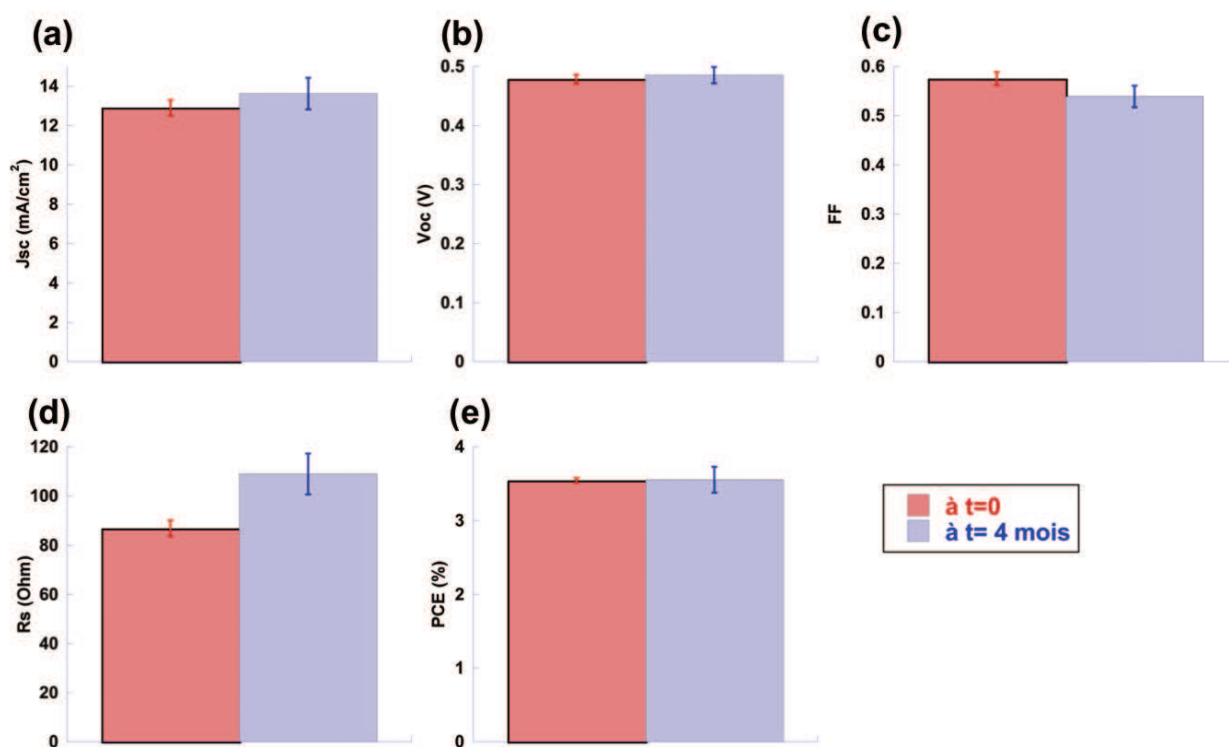 (a)
14
12
10
8
6
4
2
0
Jsc (mA/cm²)
(b)
0.5
0.4
0.3
0.2
0.1
0
Voc (V)
(c)
0.6
0.5
0.4
0.3
0.2
0.1
0
FF
(d)
120
100
80
60
40
20
0
Rs (Ohm)
(e)
4
3
2
1
0
PCE (%)
à t=0
à t= 4 mois